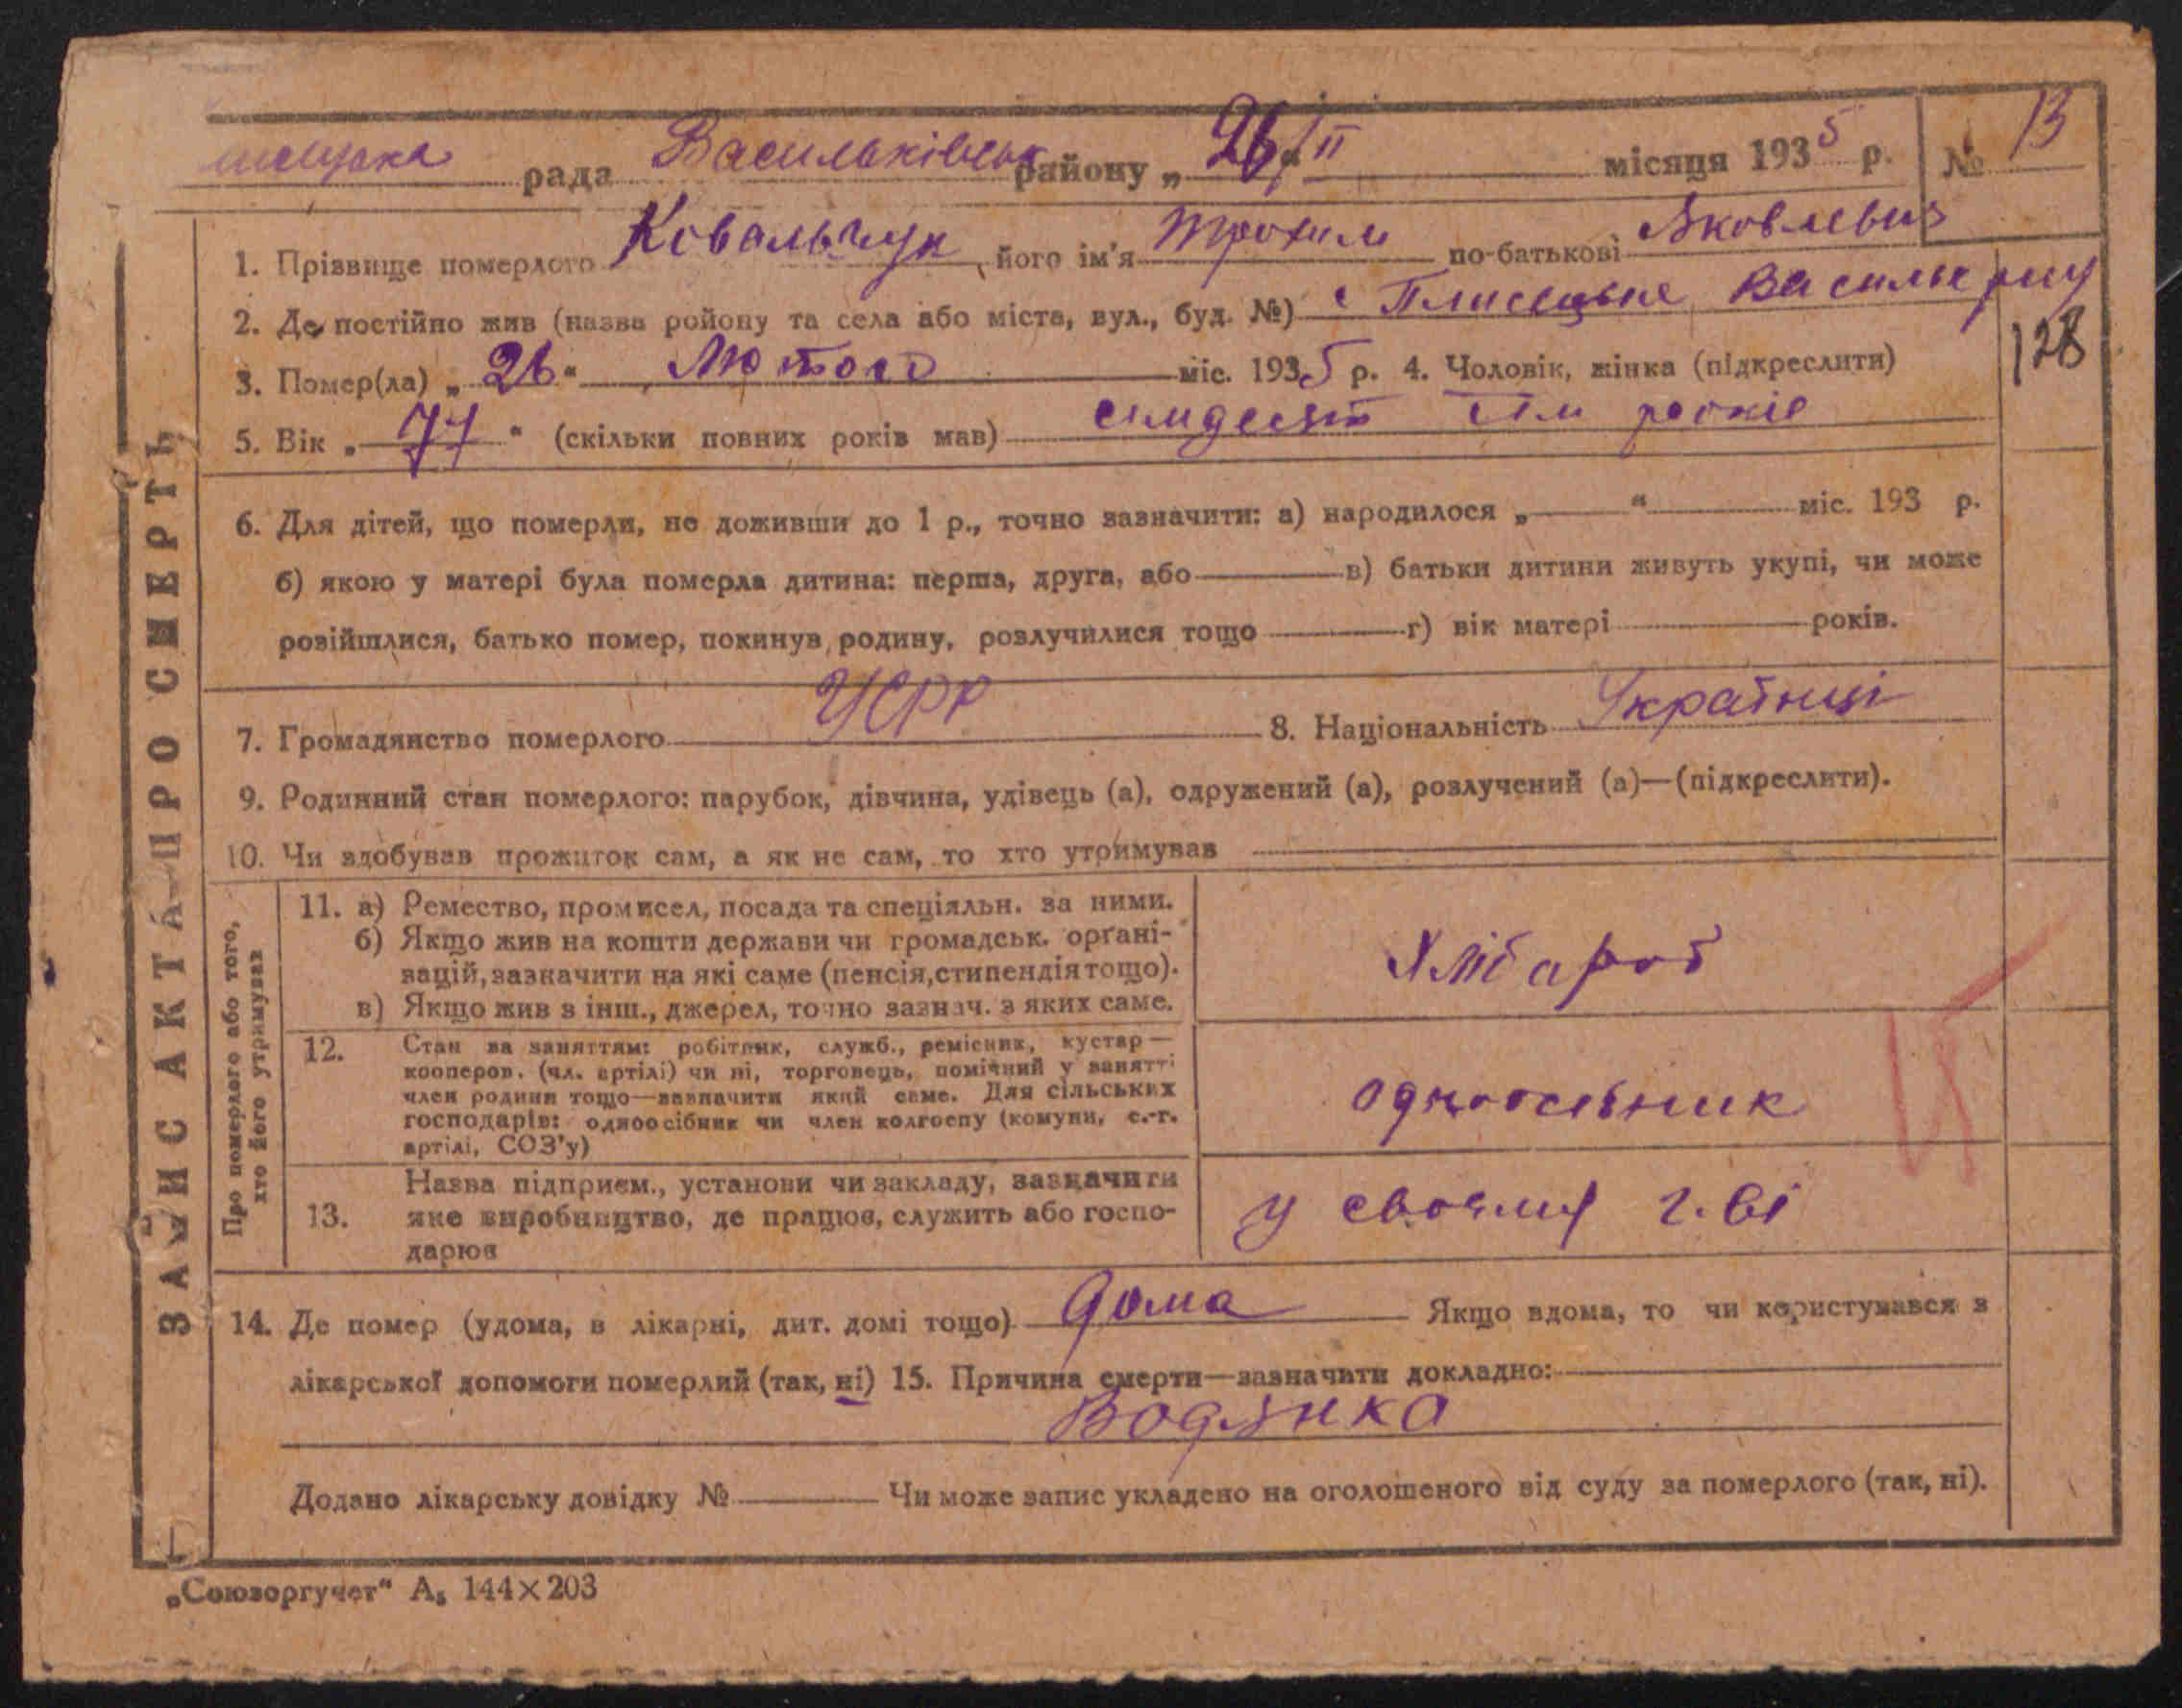 лисецька рада Васильківськ району „ 26/II “ місяця 1935 р. № 13
1. Прізвище померлого Ковальчук, його ім'я Трохим по-батькові Яковлевич
2. Де постійно жив (назва ройону та села або міста, вул., буд. №) с Плисецьке Васильк р-ну
128
3. Помер(ла) „ 26 “ Лютого міс. 1935 р. 4. Чоловік, жінка (підкреслити)
5. Вік „ 77 “ (скільки повних років мав) сімдесят сім років
6. Для дітей, що померли, не доживши до 1 р., точно зазначити: а) народилося „ “ міс. 193 р.
б) якою у матері була померла дитина: перша, друга, або в) батьки дитини живуть укупі, чи може
розійшлися, батько помер, покинув родину, розлучилися тощо г) вік матері років.
7. Громадянство померлого УСРР 8. Національність Українці
9. Родинний стан померлого: парубок, дівчина, удівець (а), одружений (а), розлучений (а)—(підкреслити).
10. Чи здобував прожиток сам, а як не сам, то хто утримував
ЗАПИС АКТА ПРО СМЕРТЬ
Про померлого або того,
хто його утримував
11. а) Ремество, промисел, посада та спеціяльн. за ними.
б) Якщо жив на кошти держави чи громадськ. орґані-
зацій, зазначити на які саме (пенсія, стипендія тощо).
в) Якщо жив з інш., джерел, точно зазнач. з яких саме.
Хлібароб
12. Стан за заняттям: робітник, служб., ремісник, кустар—
кооперов. (чл. артілі) чи ні, торговець, помічний у занятті
член родини тощо—зазначити який саме. Для сільських
господарів: одноосібник чи член колгоспу (комуни, с.-г.
артілі, СОЗ'у)
одноосібник
13. Назва підприєм., установи чи закладу, зазначити
яке виробництво, де працює, служить або госпо-
дарює
у своєму г.ві
14. Де помер (удома, в лікарні, дит. домі тощо) дома Якщо вдома, то чи користувався з
лікарської допомоги померлий (так, ні) 15. Причина смерти—зазначити докладно:
Водянка
Додано лікарську довідку № Чи може запис укладено на оголошеного від суду за померлого (так, ні).
„Союзоргучет“ А₅ 144×203